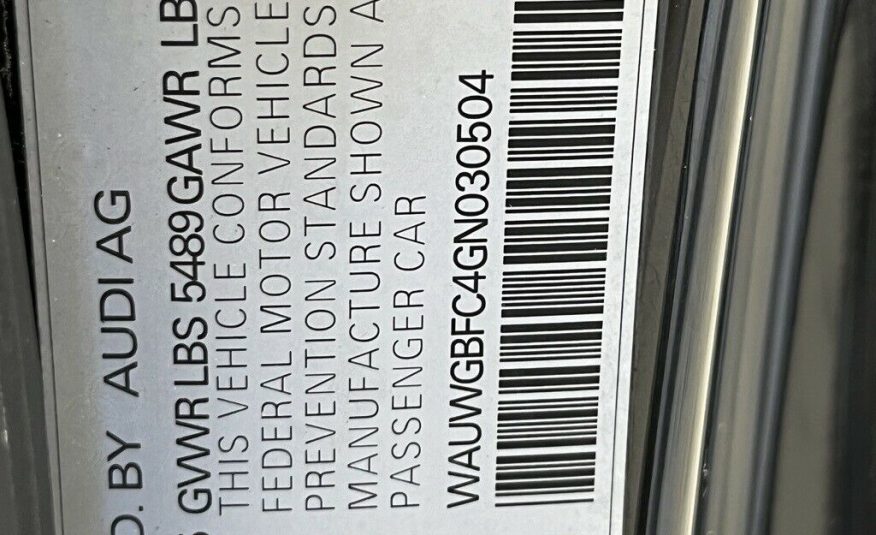 D. BY AUDI AG
GVWR LBS 5489 GAWR LB
THIS VEHICLE CONFORMS
FEDERAL MOTOR VEHICLE
PREVENTION STANDARDS
MANUFACTURE SHOWN A
PASSENGER CAR
WAUWGBFC4GN030504